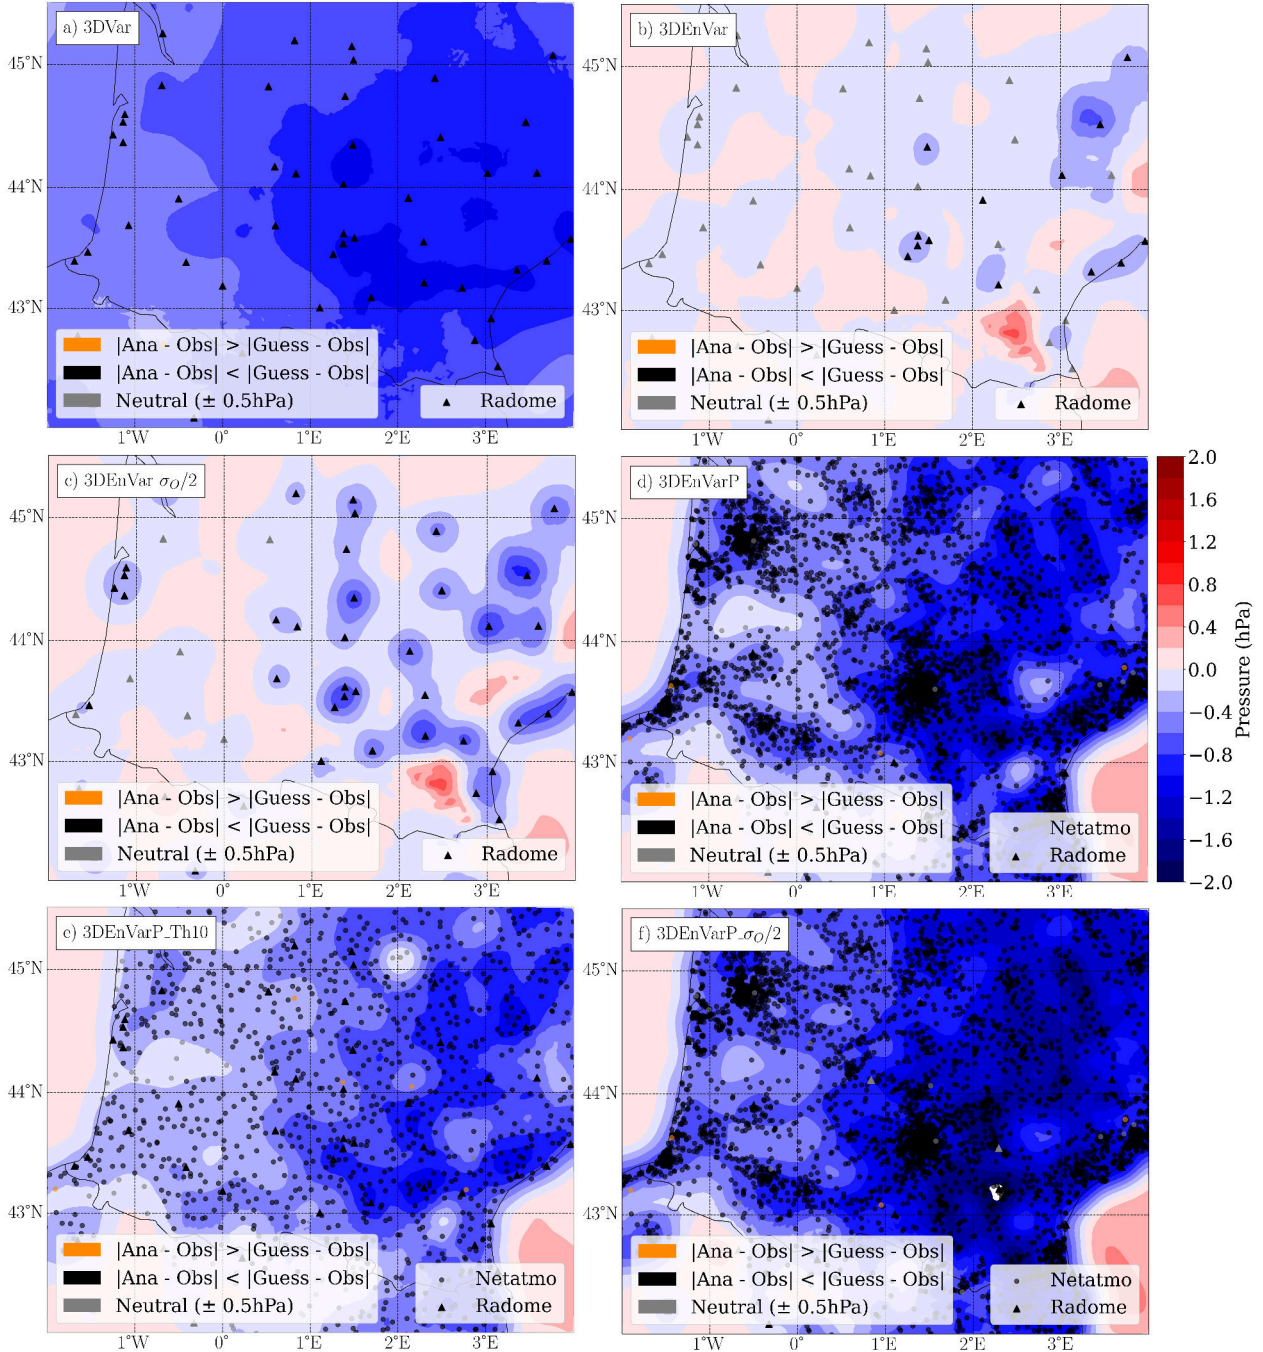 a) 3DVar
45°N
44°N
43°N
|Ana - Obs| > |Guess - Obs|
|Ana - Obs| < |Guess - Obs|
Neutral (± 0.5hPa)
Radome
1°W 0° 1°E 2°E 3°E
b) 3DEnVar
45°N
44°N
43°N
|Ana - Obs| > |Guess - Obs|
|Ana - Obs| < |Guess - Obs|
Neutral (± 0.5hPa)
Radome
1°W 0° 1°E 2°E 3°E
c) 3DEnVar σ_O/2
45°N
44°N
43°N
|Ana - Obs| > |Guess - Obs|
|Ana - Obs| < |Guess - Obs|
Neutral (± 0.5hPa)
Radome
1°W 0° 1°E 2°E 3°E
d) 3DEnVarP
45°N
44°N
43°N
|Ana - Obs| > |Guess - Obs|
|Ana - Obs| < |Guess - Obs|
Neutral (± 0.5hPa)
Netatmo
Radome
1°W 0° 1°E 2°E 3°E
2.0
1.6
1.2
0.8
0.4
0.0
−0.4
−0.8
−1.2
−1.6
−2.0
Pressure (hPa)
e) 3DEnVarP_Th10
45°N
44°N
43°N
|Ana - Obs| > |Guess - Obs|
|Ana - Obs| < |Guess - Obs|
Neutral (± 0.5hPa)
Netatmo
Radome
1°W 0° 1°E 2°E 3°E
f) 3DEnVarP_σ_O/2
45°N
44°N
43°N
|Ana - Obs| > |Guess - Obs|
|Ana - Obs| < |Guess - Obs|
Neutral (± 0.5hPa)
Netatmo
Radome
1°W 0° 1°E 2°E 3°E